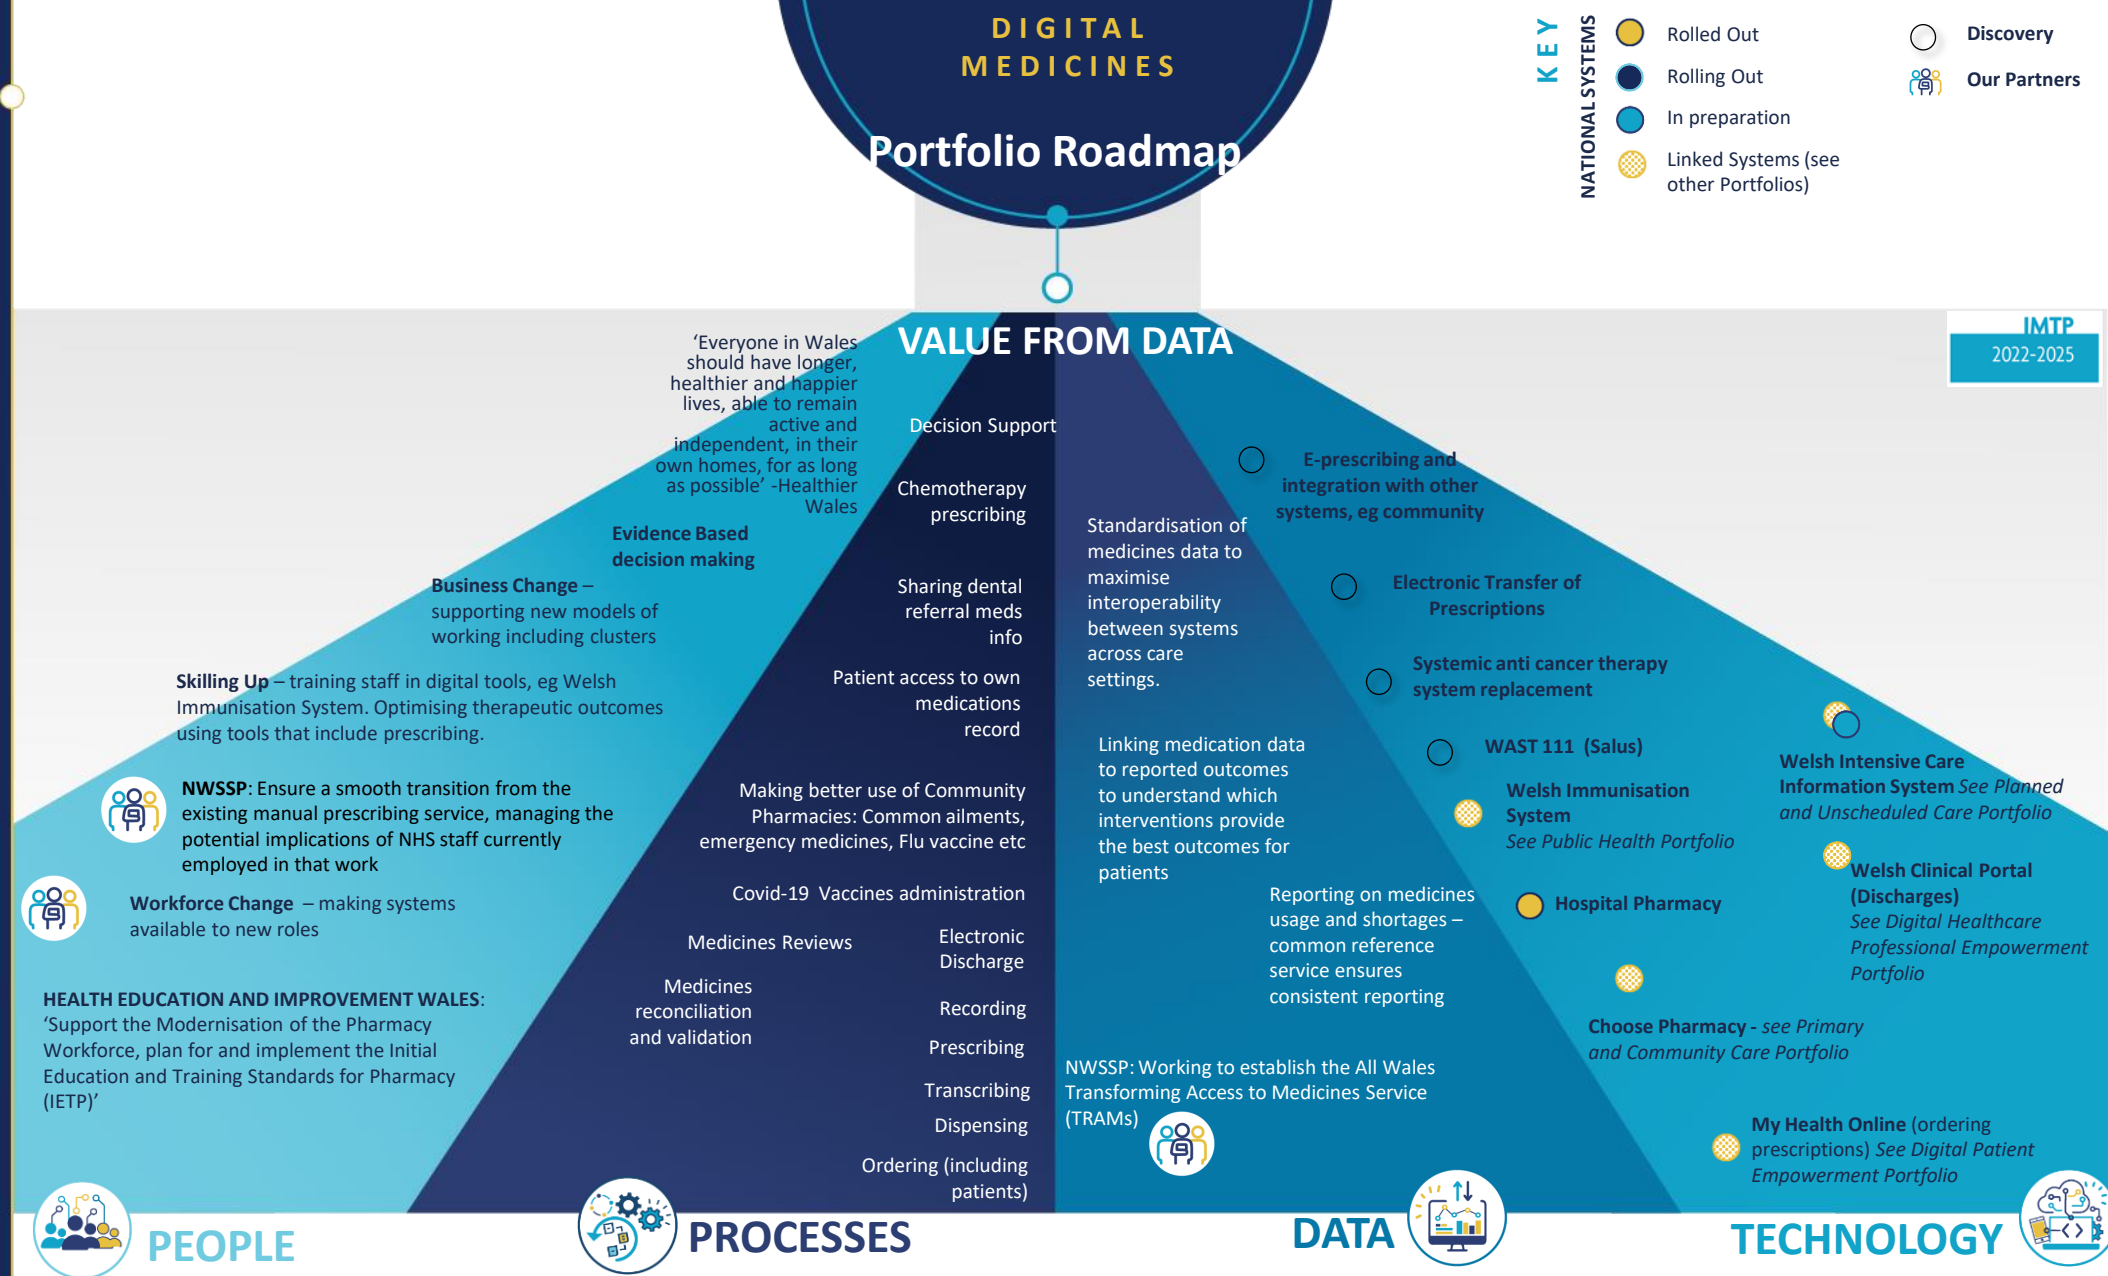 DIGITAL
MEDICINES
Portfolio Roadmap
KEY
NATIONAL SYSTEMS
Rolled Out
Rolling Out
In preparation
Linked Systems (see
other Portfolios)
Discovery
Our Partners
IMTP
2022-2025
VALUE FROM DATA
‘Everyone in Wales
should have longer,
healthier and happier
lives, able to remain
active and
independent, in their
own homes, for as long
as possible’ -Healthier
Wales
Evidence Based
decision making
Business Change –
supporting new models of
working including clusters
Skilling Up – training staff in digital tools, eg Welsh
Immunisation System. Optimising therapeutic outcomes
using tools that include prescribing.
NWSSP: Ensure a smooth transition from the
existing manual prescribing service, managing the
potential implications of NHS staff currently
employed in that work
Workforce Change – making systems
available to new roles
HEALTH EDUCATION AND IMPROVEMENT WALES:
‘Support the Modernisation of the Pharmacy
Workforce, plan for and implement the Initial
Education and Training Standards for Pharmacy
(IETP)’
PEOPLE
Decision Support
Chemotherapy
prescribing
Sharing dental
referral meds
info
Patient access to own
medications
record
Making better use of Community
Pharmacies: Common ailments,
emergency medicines, Flu vaccine etc
Covid-19 Vaccines administration
Medicines Reviews
Electronic
Discharge
Medicines
reconciliation
and validation
Recording
Prescribing
Transcribing
Dispensing
Ordering (including
patients)
PROCESSES
Standardisation of
medicines data to
maximise
interoperability
between systems
across care
settings.
Linking medication data
to reported outcomes
to understand which
interventions provide
the best outcomes for
patients
Reporting on medicines
usage and shortages –
common reference
service ensures
consistent reporting
NWSSP: Working to establish the All Wales
Transforming Access to Medicines Service
(TRAMs)
DATA
E-prescribing and
integration with other
systems, eg community
Electronic Transfer of
Prescriptions
Systemic anti cancer therapy
system replacement
WAST 111 (Salus)
Welsh Immunisation
System
See Public Health Portfolio
Hospital Pharmacy
Choose Pharmacy - see Primary
and Community Care Portfolio
My Health Online (ordering
prescriptions) See Digital Patient
Empowerment Portfolio
Welsh Intensive Care
Information System See Planned
and Unscheduled Care Portfolio
Welsh Clinical Portal
(Discharges)
See Digital Healthcare
Professional Empowerment
Portfolio
TECHNOLOGY